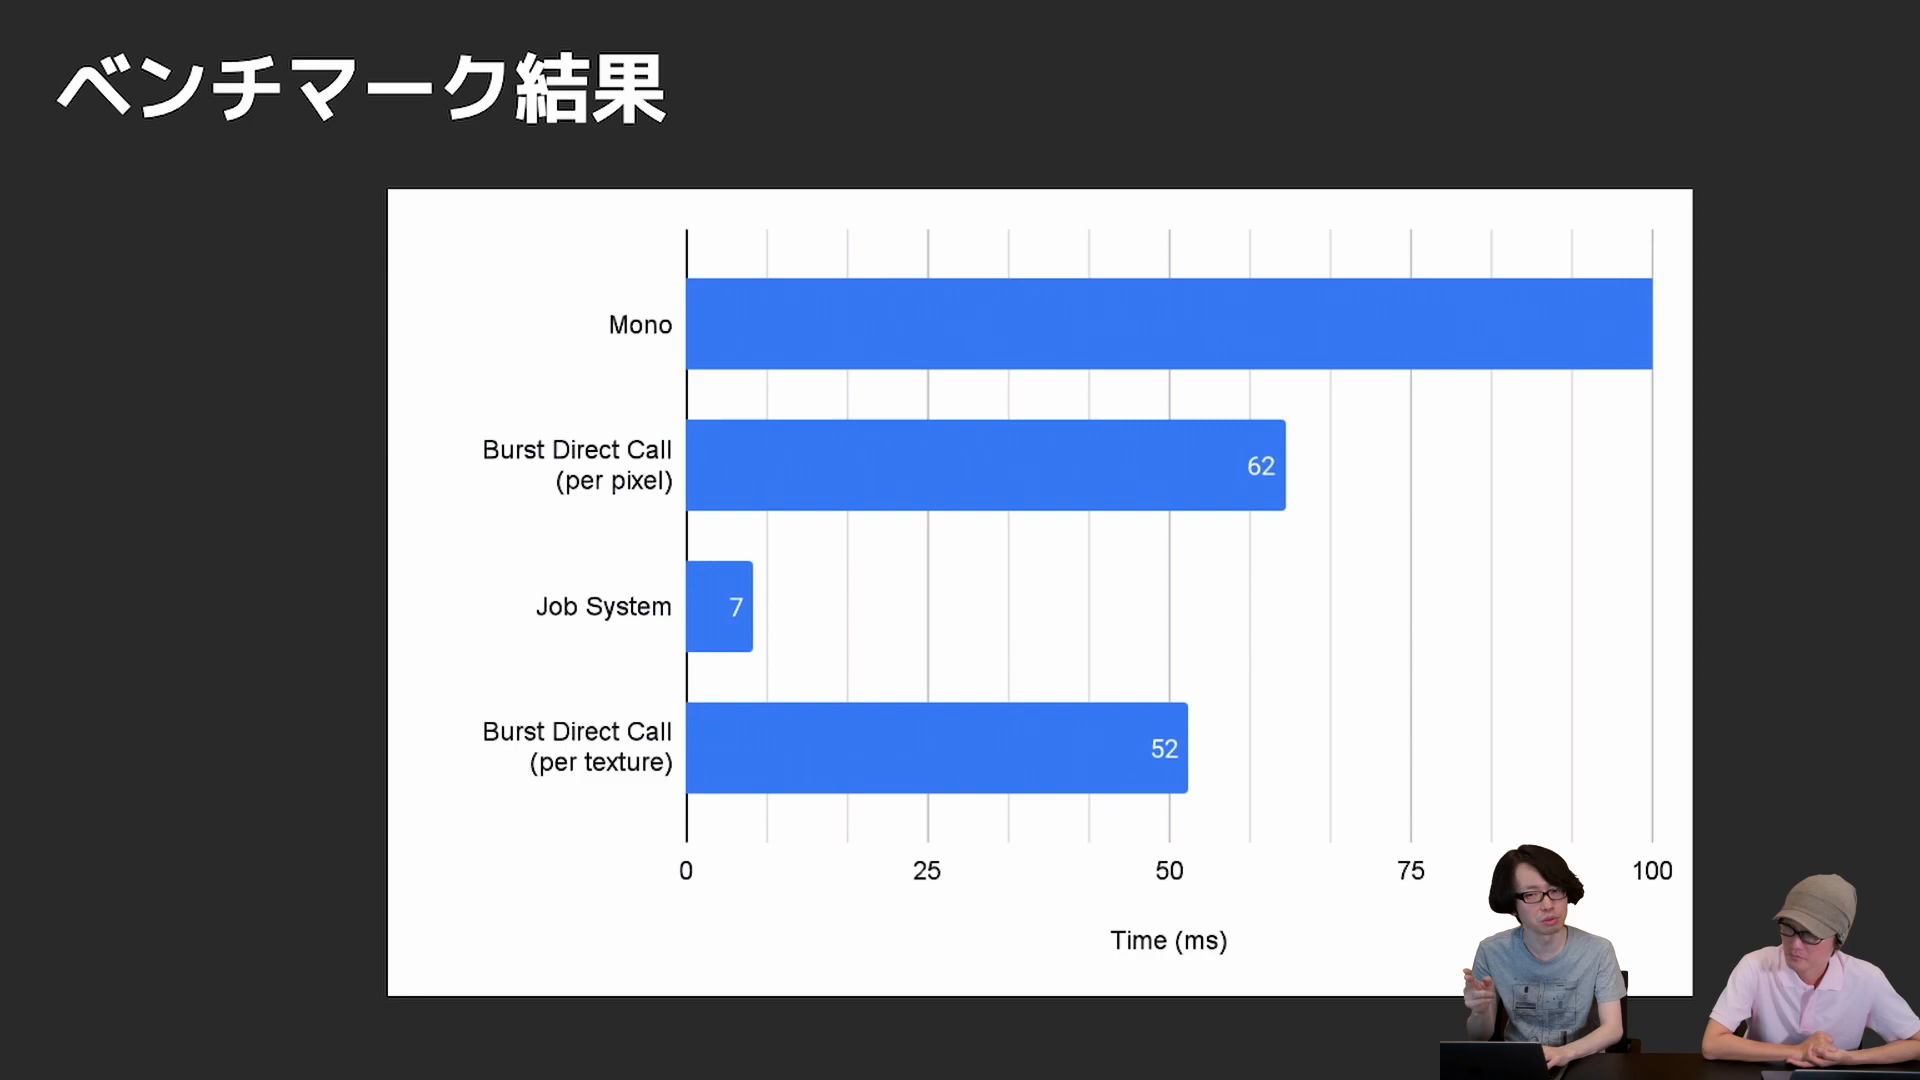 ベンチマーク結果
Mono
Burst Direct Call
(per pixel)
62
Job System
7
Burst Direct Call
(per texture)
52
0 25 50 75 100
Time (ms)